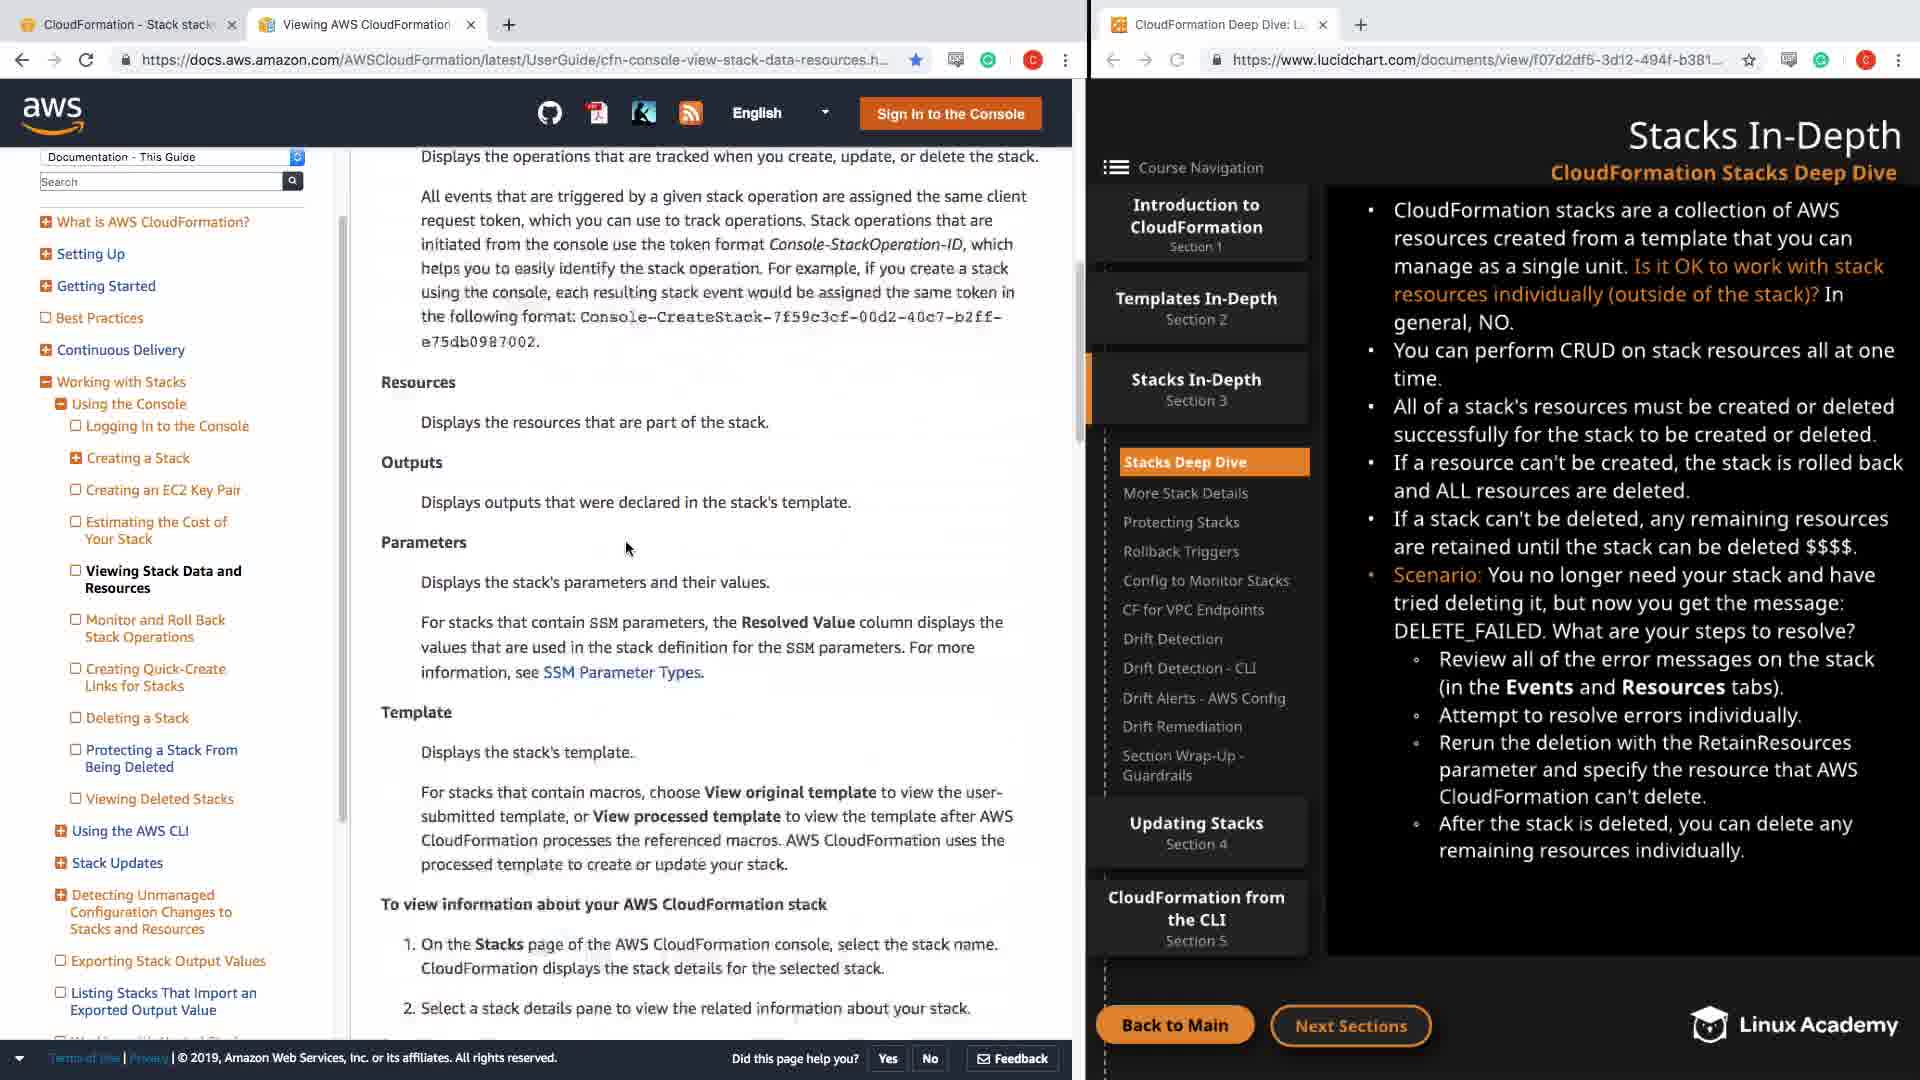 CloudFormation - Stack stack
Viewing AWS CloudFormation
https://docs.aws.amazon.com/AWSCloudFormation/latest/UserGuide/cfn-console-view-stack-data-resources.h...
C
aws
English
Sign In to the Console
Documentation - This Guide
Search
What is AWS CloudFormation?
Setting Up
Getting Started
Best Practices
Continuous Delivery
Working with Stacks
Using the Console
Logging In to the Console
Creating a Stack
Creating an EC2 Key Pair
Estimating the Cost of
Your Stack
Viewing Stack Data and
Resources
Monitor and Roll Back
Stack Operations
Creating Quick-Create
Links for Stacks
Deleting a Stack
Protecting a Stack From
Being Deleted
Viewing Deleted Stacks
Using the AWS CLI
Stack Updates
Detecting Unmanaged
Configuration Changes to
Stacks and Resources
Exporting Stack Output Values
Listing Stacks That Import an
Exported Output Value
Displays the operations that are tracked when you create, update, or delete the stack.
All events that are triggered by a given stack operation are assigned the same client
request token, which you can use to track operations. Stack operations that are
initiated from the console use the token format Console-StackOperation-ID, which
helps you to easily identify the stack operation. For example, if you create a stack
using the console, each resulting stack event would be assigned the same token in
the following format: Console-CreateStack-7f59c3cf-00d2-40c7-b2ff-
e75db0987002.
Resources
Displays the resources that are part of the stack.
Outputs
Displays outputs that were declared in the stack's template.
Parameters
Displays the stack's parameters and their values.
For stacks that contain SSM parameters, the Resolved Value column displays the
values that are used in the stack definition for the SSM parameters. For more
information, see SSM Parameter Types.
Template
Displays the stack's template.
For stacks that contain macros, choose View original template to view the user-
submitted template, or View processed template to view the template after AWS
CloudFormation processes the referenced macros. AWS CloudFormation uses the
processed template to create or update your stack.
To view information about your AWS CloudFormation stack
1. On the Stacks page of the AWS CloudFormation console, select the stack name.
CloudFormation displays the stack details for the selected stack.
2. Select a stack details pane to view the related information about your stack.
Terms of Use | Privacy | © 2019, Amazon Web Services, Inc. or its affiliates. All rights reserved.
Did this page help you?
Yes
No
Feedback
CloudFormation Deep Dive: L
https://www.lucidchart.com/documents/view/f07d2df5-3d12-494f-b381...
C
Stacks In-Depth
CloudFormation Stacks Deep Dive
Course Navigation
Introduction to
CloudFormation
Section 1
Templates In-Depth
Section 2
Stacks In-Depth
Section 3
Stacks Deep Dive
More Stack Details
Protecting Stacks
Rollback Triggers
Config to Monitor Stacks
CF for VPC Endpoints
Drift Detection
Drift Detection - CLI
Drift Alerts - AWS Config
Drift Remediation
Section Wrap-Up -
Guardrails
Updating Stacks
Section 4
CloudFormation from
the CLI
Section 5
• CloudFormation stacks are a collection of AWS
resources created from a template that you can
manage as a single unit. Is it OK to work with stack
resources individually (outside of the stack)? In
general, NO.
• You can perform CRUD on stack resources all at one
time.
• All of a stack's resources must be created or deleted
successfully for the stack to be created or deleted.
• If a resource can't be created, the stack is rolled back
and ALL resources are deleted.
• If a stack can't be deleted, any remaining resources
are retained until the stack can be deleted $$$$.
• Scenario: You no longer need your stack and have
tried deleting it, but now you get the message:
DELETE_FAILED. What are your steps to resolve?
◦ Review all of the error messages on the stack
(in the Events and Resources tabs).
◦ Attempt to resolve errors individually.
◦ Rerun the deletion with the RetainResources
parameter and specify the resource that AWS
CloudFormation can't delete.
◦ After the stack is deleted, you can delete any
remaining resources individually.
Back to Main
Next Sections
Linux Academy